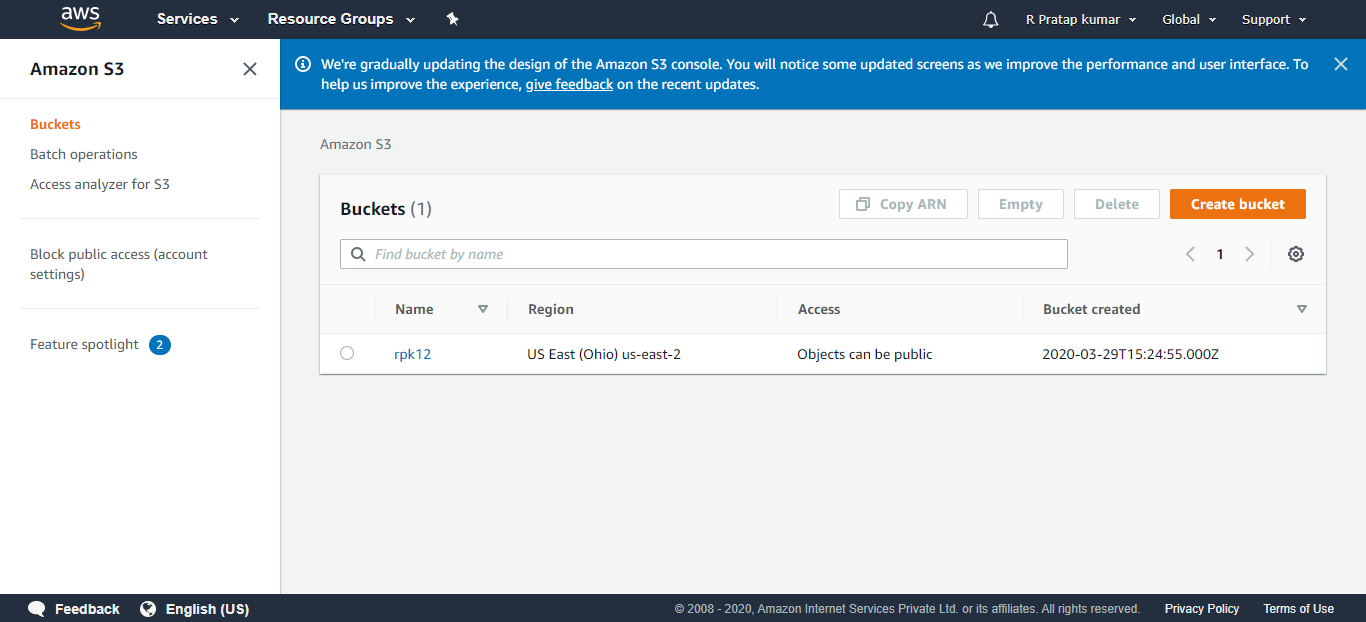 aws Services Resource Groups R Pratap kumar Global Support
Amazon S3
Buckets
Batch operations
Access analyzer for S3
Block public access (account
settings)
Feature spotlight 2
We're gradually updating the design of the Amazon S3 console. You will notice some updated screens as we improve the performance and user interface. To
help us improve the experience, give feedback on the recent updates.
Amazon S3
Buckets (1) Copy ARN Empty Delete Create bucket
Find bucket by name 1
Name Region Access Bucket created
rpk12 US East (Ohio) us-east-2 Objects can be public 2020-03-29T15:24:55.000Z
Feedback English (US) © 2008 - 2020, Amazon Internet Services Private Ltd. or its affiliates. All rights reserved. Privacy Policy Terms of Use